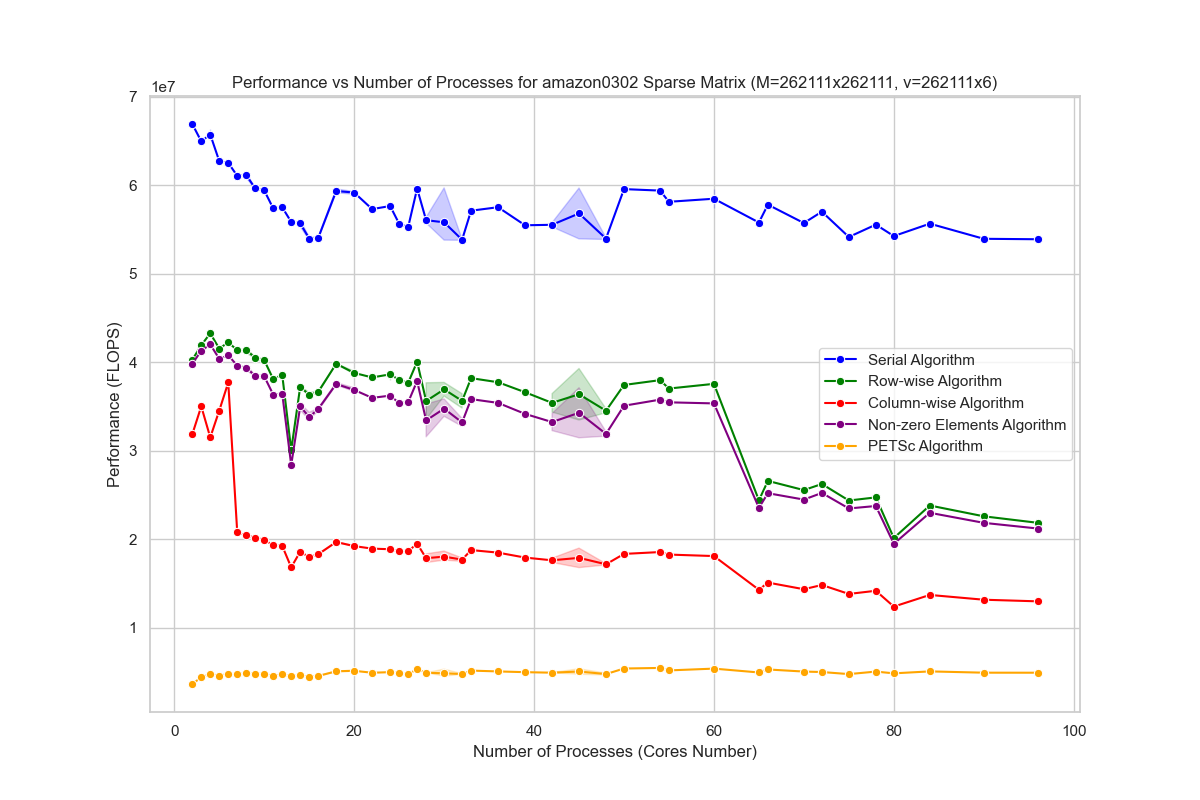 Performance vs Number of Processes for amazon0302 Sparse Matrix (M=262111x262111, v=262111x6)
1e7
7
6
5
4
3
2
1
Performance (FLOPS)
Serial Algorithm
Row-wise Algorithm
Column-wise Algorithm
Non-zero Elements Algorithm
PETSc Algorithm
0 20 40 60 80 100
Number of Processes (Cores Number)